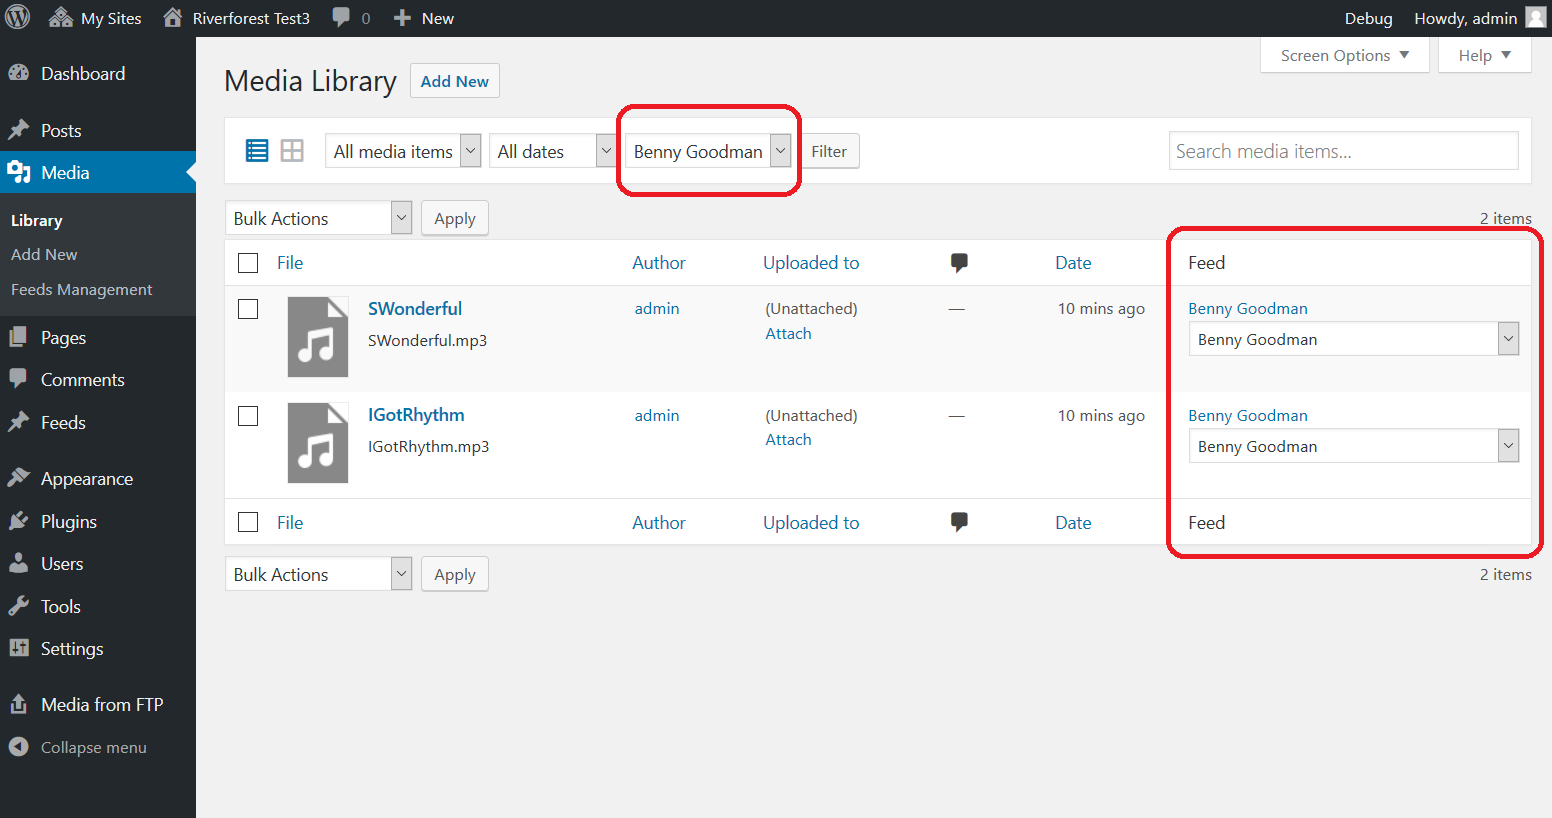 My Sites Riverforest Test3 0 New Debug Howdy, admin
Dashboard
Posts
Media
Library
Add New
Feeds Management
Pages
Comments
Feeds
Appearance
Plugins
Users
Tools
Settings
Media from FTP
Collapse menu
Screen Options Help
Media Library Add New
All media items All dates Benny Goodman Filter Search media items...
Bulk Actions Apply 2 items
File Author Uploaded to Date Feed
SWonderful admin (Unattached) — 10 mins ago Benny Goodman
SWonderful.mp3 Attach Benny Goodman
IGotRhythm admin (Unattached) — 10 mins ago Benny Goodman
IGotRhythm.mp3 Attach Benny Goodman
File Author Uploaded to Date Feed
Bulk Actions Apply 2 items